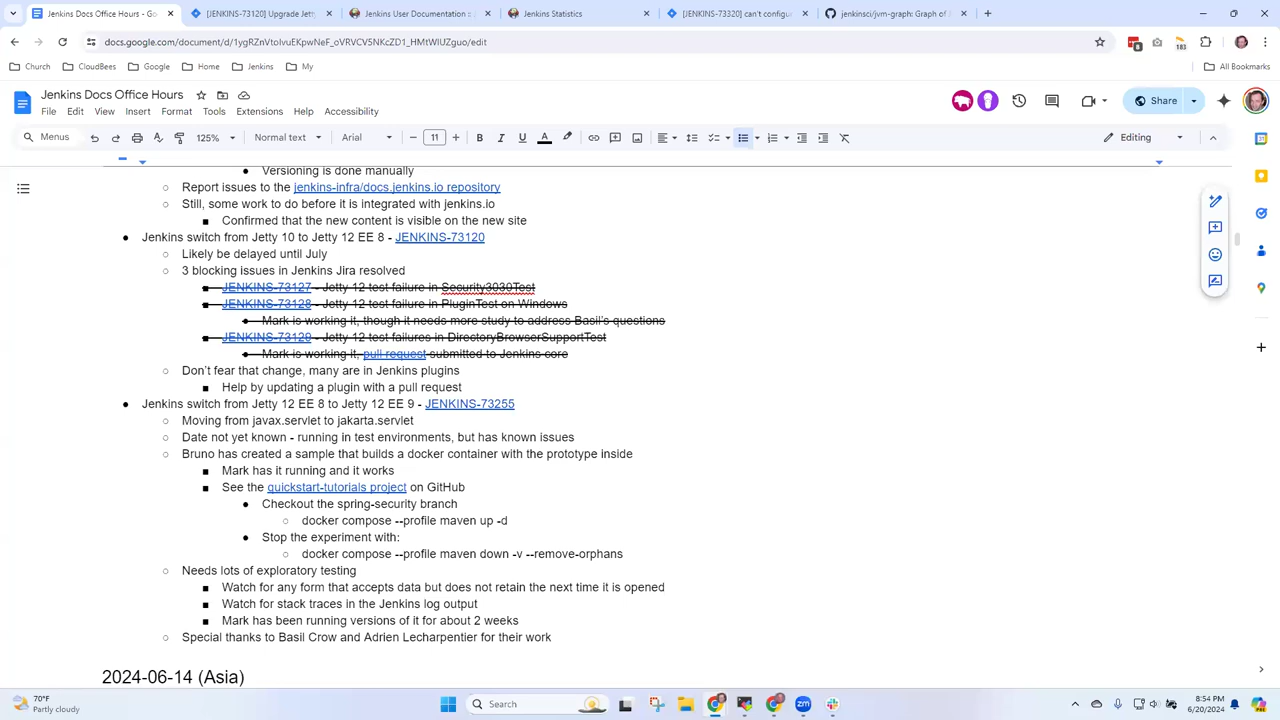 Jenkins Docs Office Hours - Go
[JENKINS-73120] Upgrade Jett
Jenkins User Documentation
Jenkins Statistics
[JENKINS-73320] can't configu
jenkinsci/jvm-graph: Graph of
docs.google.com/document/d/1ygRZnVtoIvuEKpwNeF_oVRVCV5NKcZD1_HMtWlUZguo/edit
8
183
Church
CloudBees
Google
Home
Jenkins
My
All Bookmarks
Jenkins Docs Office Hours
File Edit View Insert Format Tools Extensions Help Accessibility
Share
Menus
125%
Normal text
Arial
11
Editing
Versioning is done manually
Report issues to the jenkins-infra/docs.jenkins.io repository
Still, some work to do before it is integrated with jenkins.io
Confirmed that the new content is visible on the new site
Jenkins switch from Jetty 10 to Jetty 12 EE 8 - JENKINS-73120
Likely be delayed until July
3 blocking issues in Jenkins Jira resolved
JENKINS-73127 - Jetty 12 test failure in Security3030Test
JENKINS-73128 - Jetty 12 test failure in PluginTest on Windows
Mark is working it, though it needs more study to address Basil's questions
JENKINS-73129 - Jetty 12 test failures in DirectoryBrowserSupportTest
Mark is working it, pull request submitted to Jenkins core
Don't fear that change, many are in Jenkins plugins
Help by updating a plugin with a pull request
Jenkins switch from Jetty 12 EE 8 to Jetty 12 EE 9 - JENKINS-73255
Moving from javax.servlet to jakarta.servlet
Date not yet known - running in test environments, but has known issues
Bruno has created a sample that builds a docker container with the prototype inside
Mark has it running and it works
See the quickstart-tutorials project on GitHub
Checkout the spring-security branch
docker compose --profile maven up -d
Stop the experiment with:
docker compose --profile maven down -v --remove-orphans
Needs lots of exploratory testing
Watch for any form that accepts data but does not retain the next time it is opened
Watch for stack traces in the Jenkins log output
Mark has been running versions of it for about 2 weeks
Special thanks to Basil Crow and Adrien Lecharpentier for their work
2024-06-14 (Asia)
70°F
Partly cloudy
Search
8:54 PM
6/20/2024